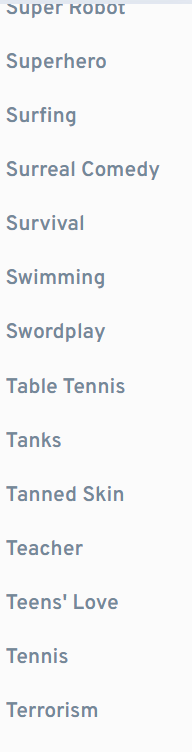 Super Robot
Superhero
Surfing
Surreal Comedy
Survival
Swimming
Swordplay
Table Tennis
Tanks
Tanned Skin
Teacher
Teens' Love
Tennis
Terrorism